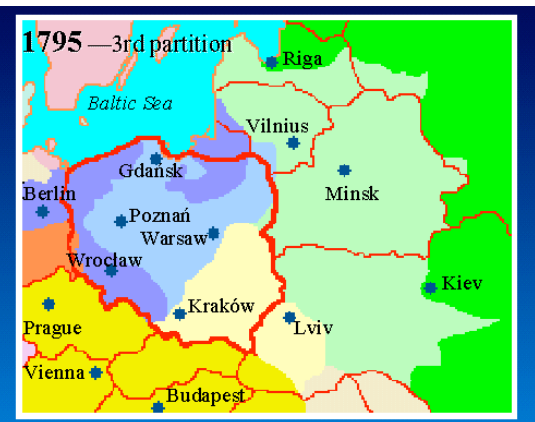 1795 —3rd partition
Riga
Baltic Sea
Vilnius
Gdańsk
Minsk
Berlin
Poznań
Warsaw
Wrocław
Kiev
Kraków
Prague
Lviv
Vienna
Budapest